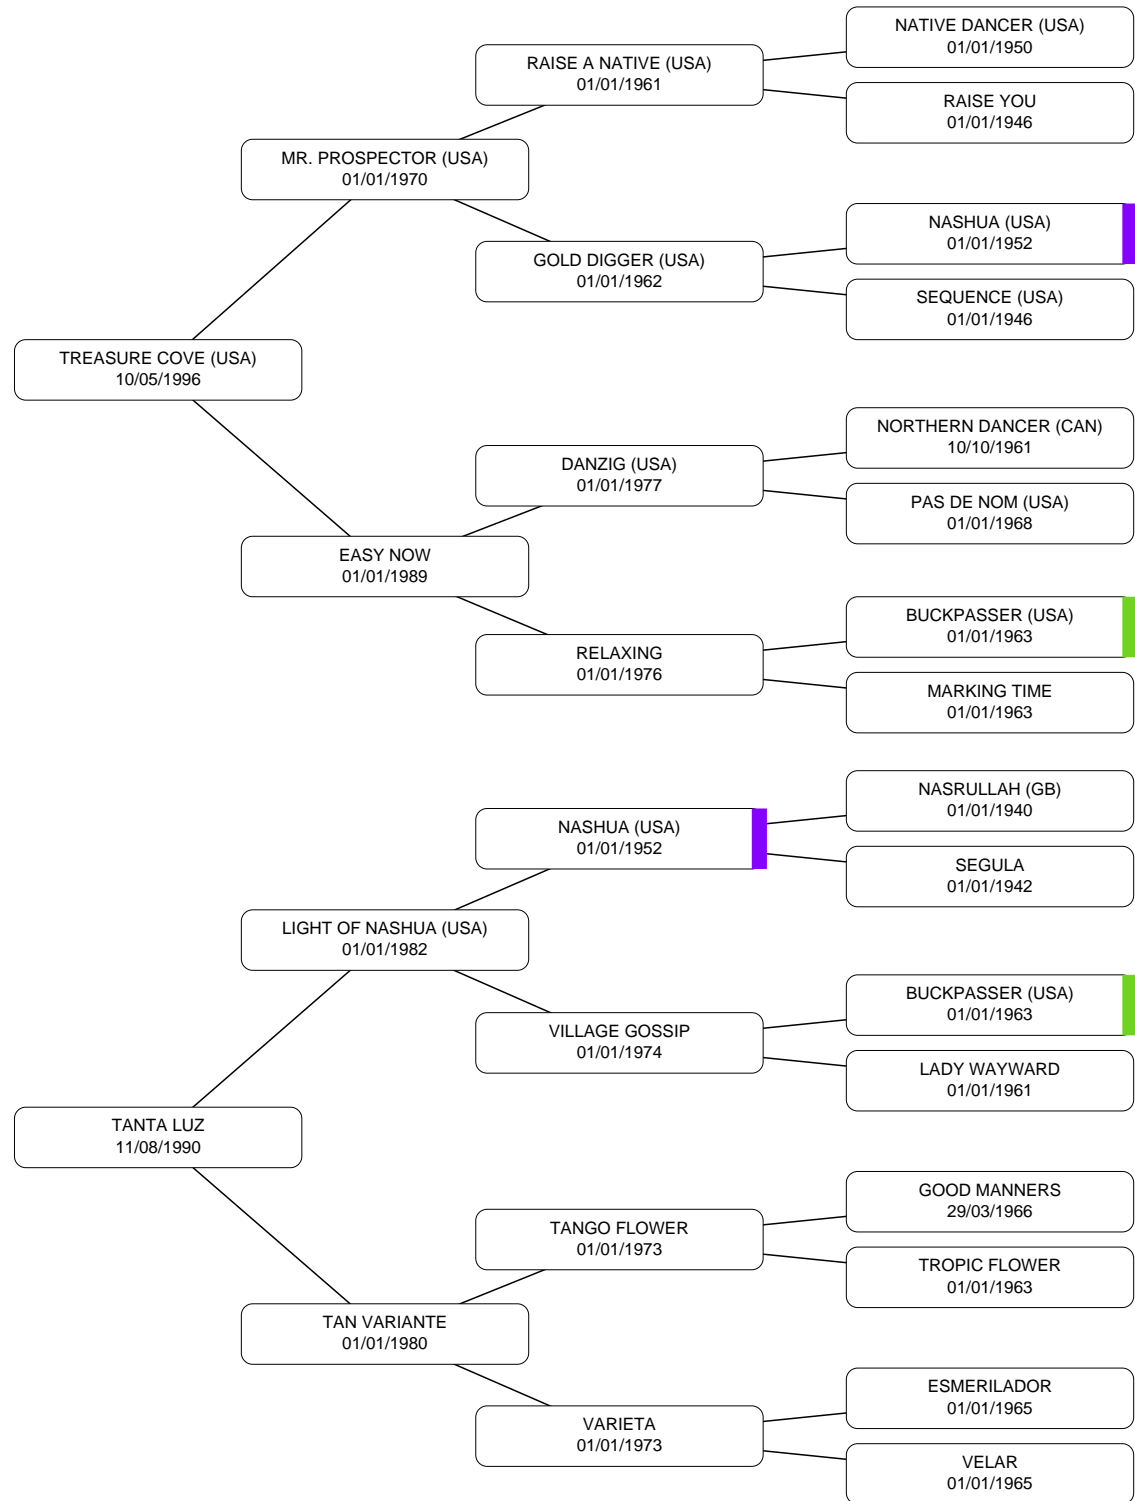 NATIVE DANCER (USA)
01/01/1950
RAISE A NATIVE (USA)
01/01/1961
RAISE YOU
01/01/1946
MR. PROSPECTOR (USA)
01/01/1970
NASHUA (USA)
01/01/1952
GOLD DIGGER (USA)
01/01/1962
SEQUENCE (USA)
01/01/1946
TREASURE COVE (USA)
10/05/1996
NORTHERN DANCER (CAN)
10/10/1961
DANZIG (USA)
01/01/1977
PAS DE NOM (USA)
01/01/1968
EASY NOW
01/01/1989
BUCKPASSER (USA)
01/01/1963
RELAXING
01/01/1976
MARKING TIME
01/01/1963
NASRULLAH (GB)
01/01/1940
NASHUA (USA)
01/01/1952
SEGULA
01/01/1942
LIGHT OF NASHUA (USA)
01/01/1982
BUCKPASSER (USA)
01/01/1963
VILLAGE GOSSIP
01/01/1974
LADY WAYWARD
01/01/1961
TANTA LUZ
11/08/1990
GOOD MANNERS
29/03/1966
TANGO FLOWER
01/01/1973
TROPIC FLOWER
01/01/1963
TAN VARIANTE
01/01/1980
ESMERILADOR
01/01/1965
VARIETA
01/01/1973
VELAR
01/01/1965